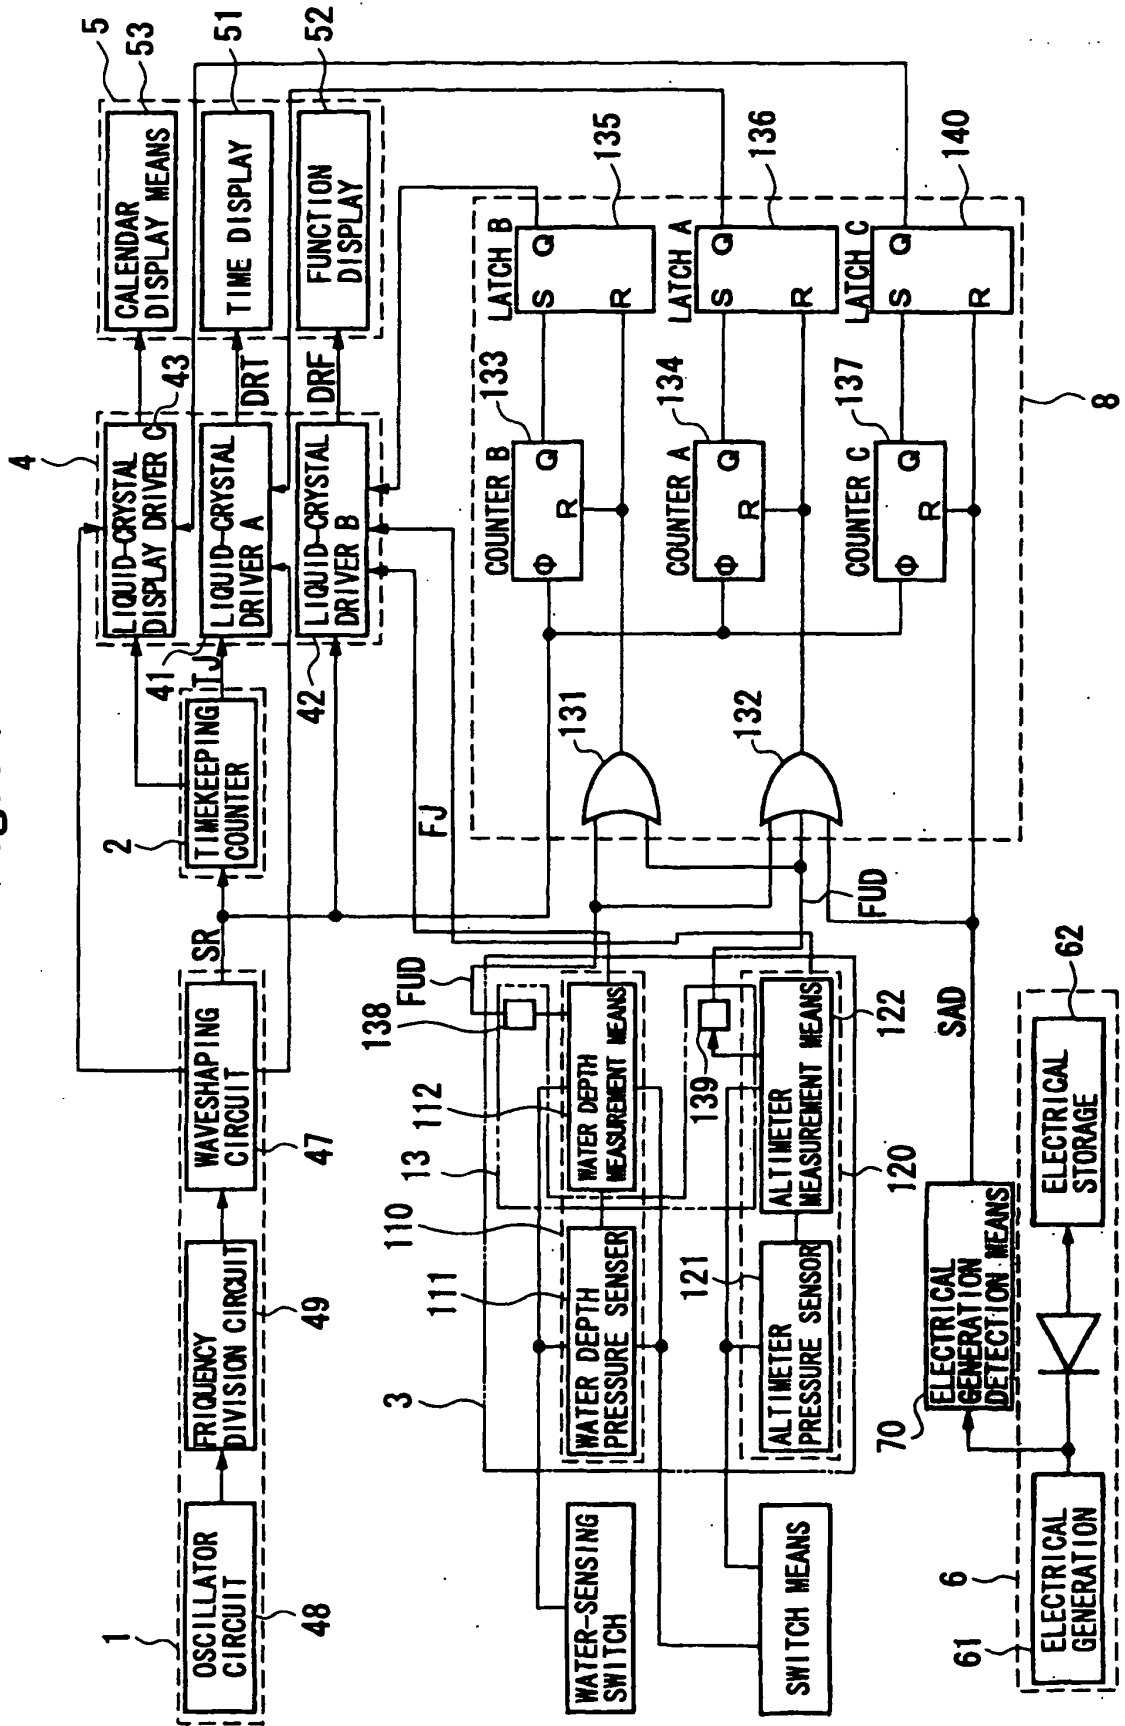 1
OSCILLATOR
CIRCUIT
48
FRIQUENCY
DIVISION CIRCUIT
49
WAVESHAPING
CIRCUIT
47
SR
2
TIMEKEEPING
COUNTER
TJ
4
LIQUID-CRYSTAL
DISPLAY DRIVER C
43
LIQUID-CRYSTAL
DRIVER A
41
LIQUID-CRYSTAL
DRIVER B
42
DRT
DRF
5
CALENDAR
DISPLAY MEANS
53
TIME DISPLAY
51
FUNCTION
DISPLAY
52
FJ
WATER-SENSING
SWITCH
SWITCH MEANS
3
110
111
WATER DEPTH
PRESSURE SENSER
13
112
WATER DEPTH
MEASUREMENT MEANS
138
FUD
121
ALTIMETER
PRESSURE SENSOR
120
ALTIMETER
MEASUREMENT MEANS
122
139
FUD
131
132
COUNTER B
133
Φ
R
Q
LATCH B
S
Q
R
135
COUNTER A
134
Φ
R
Q
LATCH A
S
Q
R
136
COUNTER C
137
Φ
R
Q
LATCH C
S
Q
R
140
8
SAD
70
ELECTRICAL
GENERATION
DETECTION MEANS
6
61
ELECTRICAL
GENERATION
ELECTRICAL
STORAGE
62